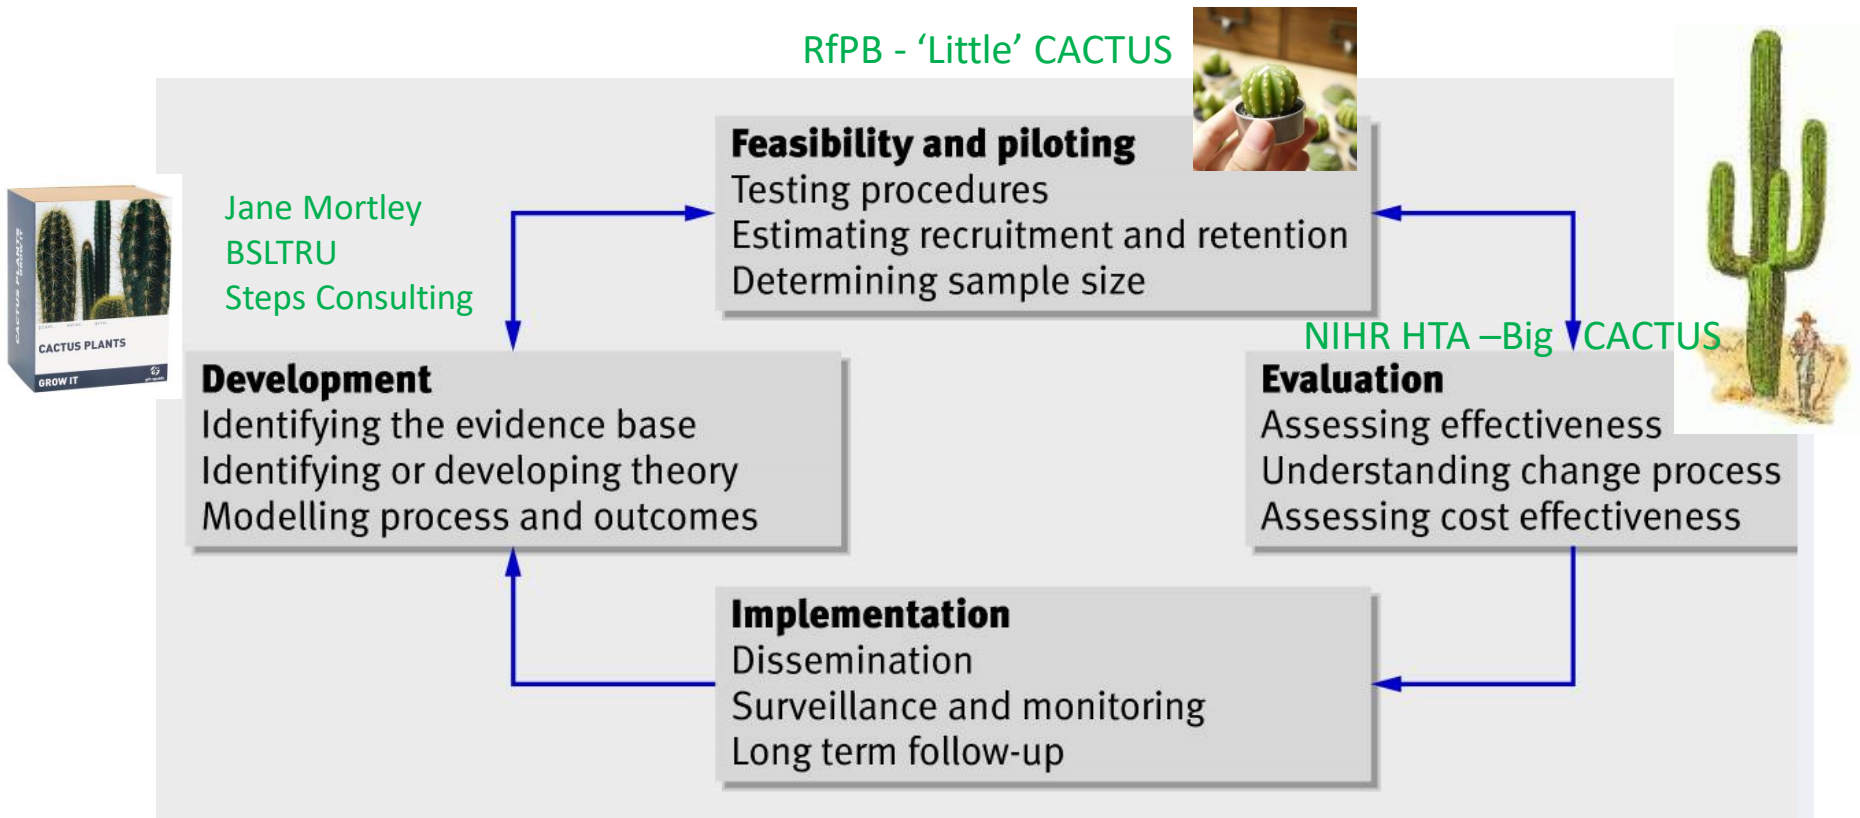 RfPB - ‘Little’ CACTUS
Feasibility and piloting
Testing procedures
Estimating recruitment and retention
Determining sample size
Jane Mortley
BSLTRU
Steps Consulting
CACTUS PLANTS
CACTUS PLANTS
GROW IT
NIHR HTA –Big CACTUS
Development
Identifying the evidence base
Identifying or developing theory
Modelling process and outcomes
Evaluation
Assessing effectiveness
Understanding change process
Assessing cost effectiveness
Implementation
Dissemination
Surveillance and monitoring
Long term follow-up